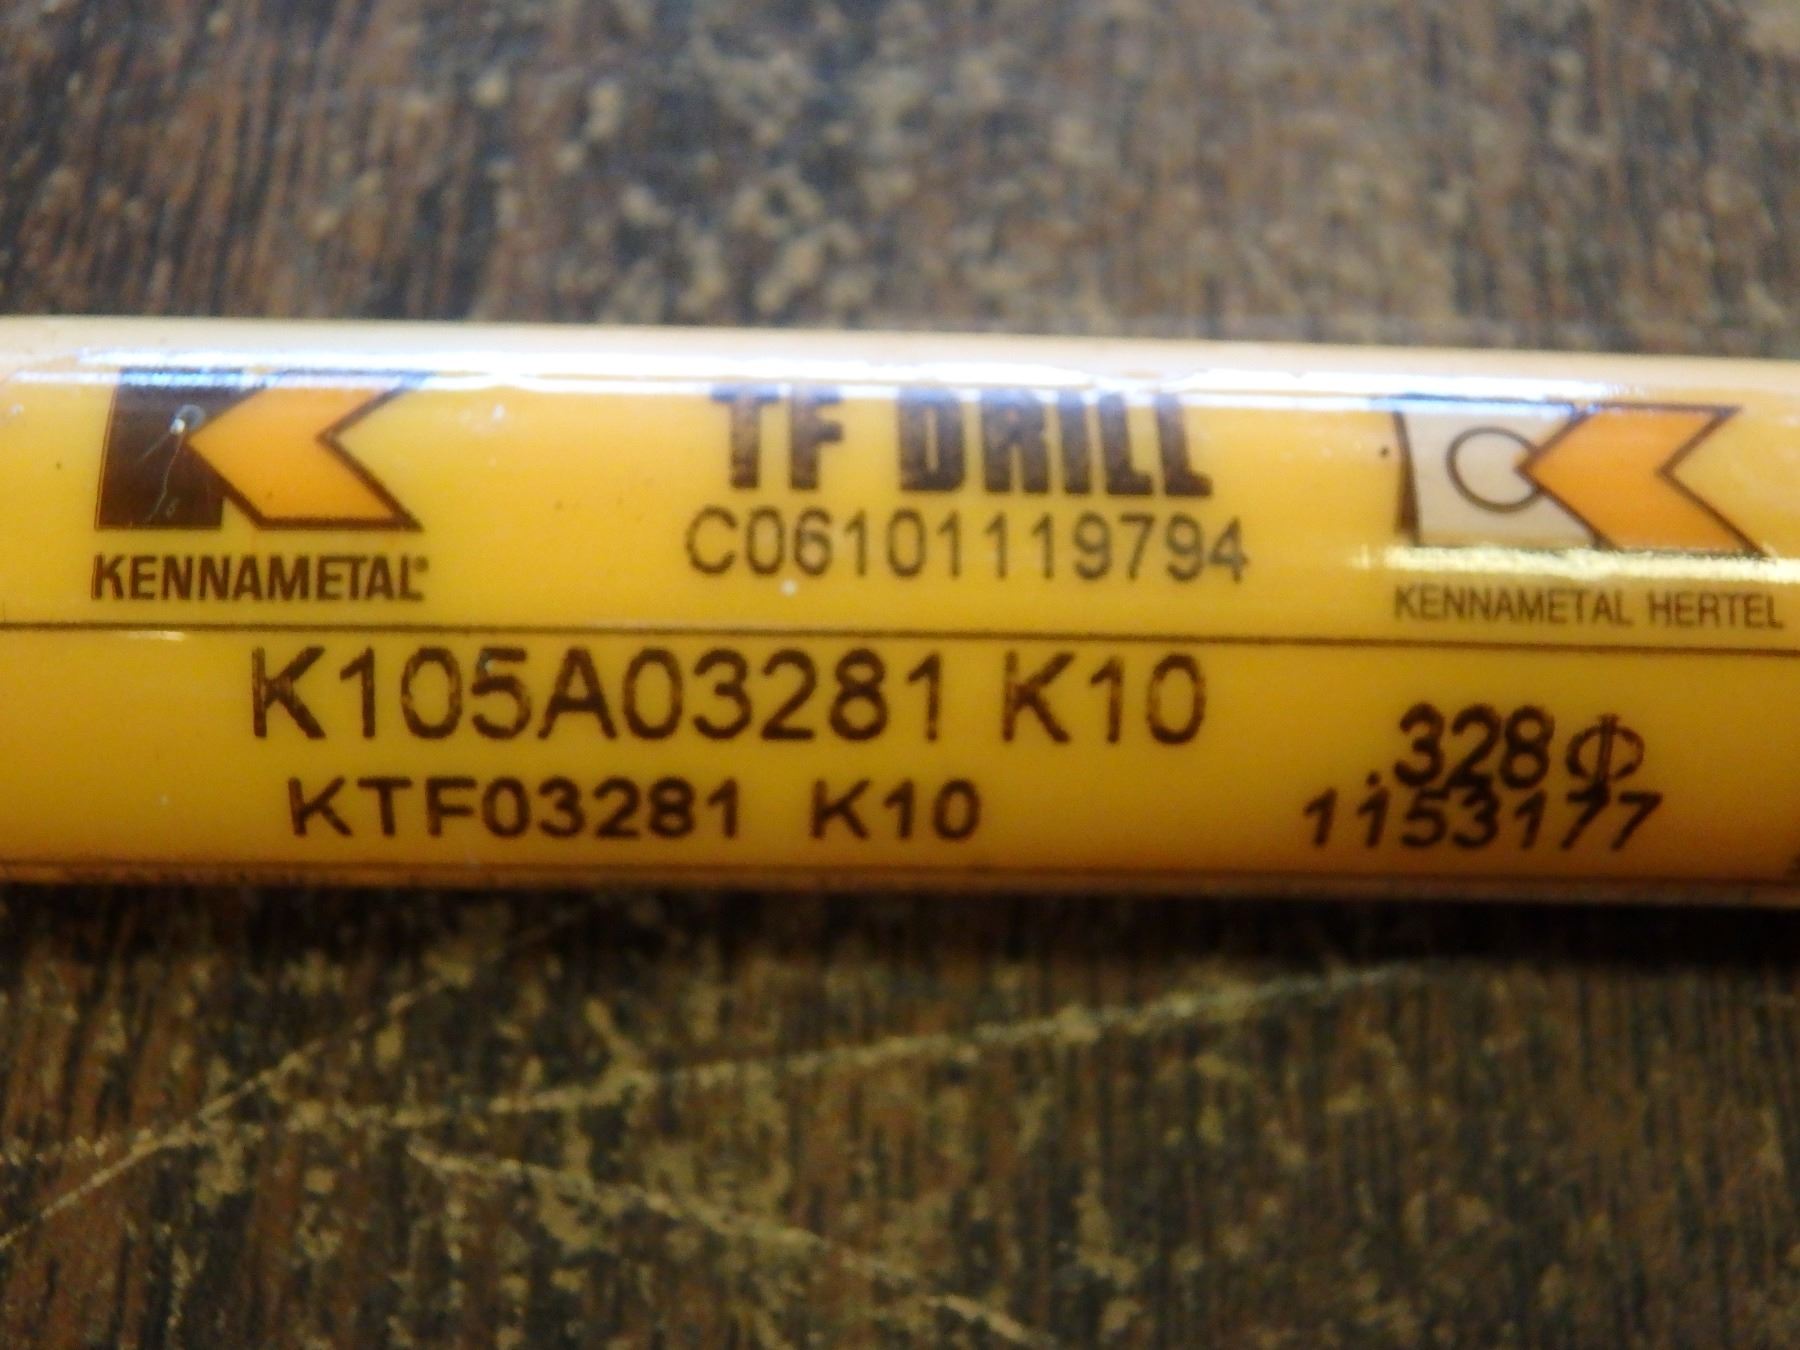 TF DRILL
C06101119794
KENNAMETAL®
KENNAMETAL HERTEL
K105A03281 K10
.328 Φ
KTF03281 K10
1153177